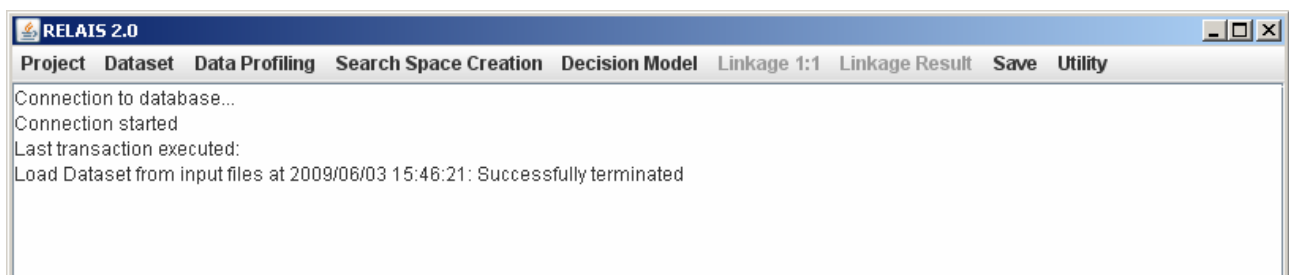 RELAIS 2.0
Project Dataset Data Profiling Search Space Creation Decision Model Linkage 1:1 Linkage Result Save Utility
Connection to database...
Connection started
Last transaction executed:
Load Dataset from input files at 2009/06/03 15:46:21: Successfully terminated